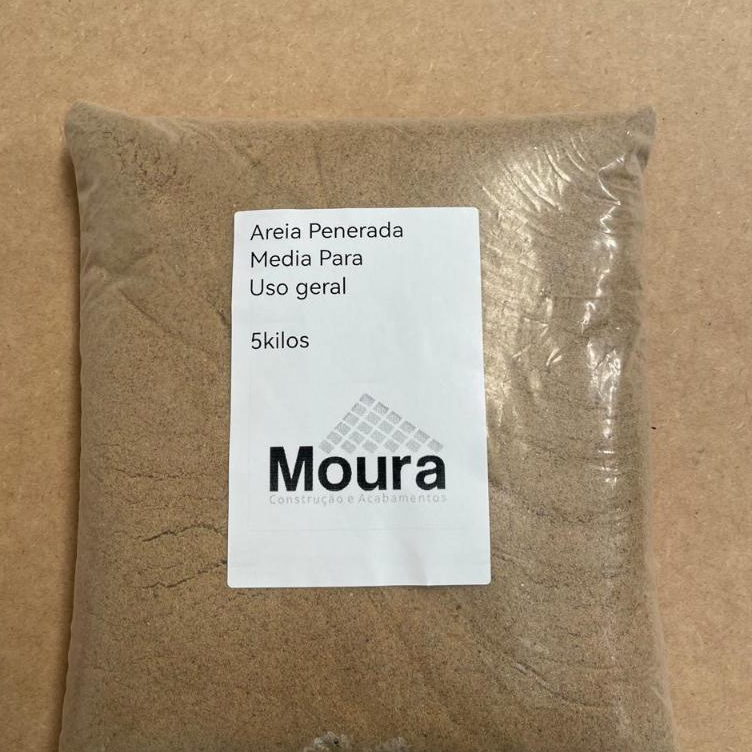 Areia Penerada
Media Para
Uso geral
5kilos
Moura
Construção e Acabamentos